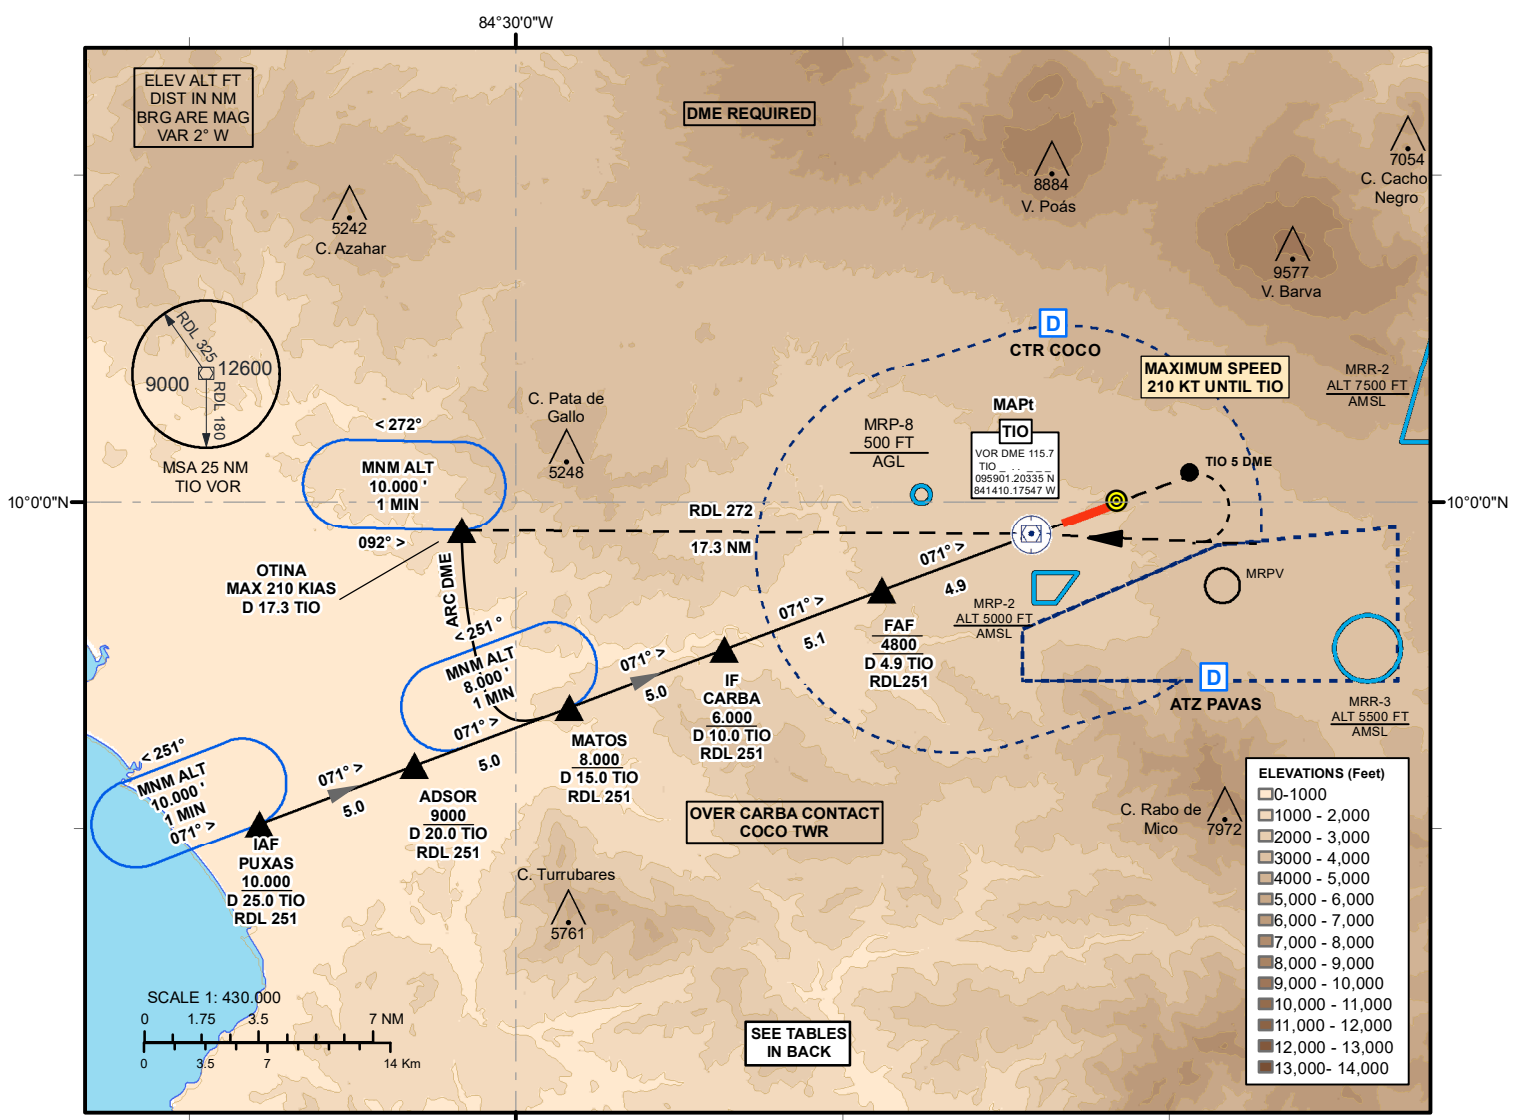 84°30'0"W
ELEV ALT FT
DIST IN NM
BRG ARE MAG
VAR 2° W
DME REQUIRED
7054
C. Cacho
Negro
8884
V. Poás
5242
C. Azahar
9577
V. Barva
RDL 325
12600
9000
RDL 180
MSA 25 NM
TIO VOR
D
CTR COCO
MAXIMUM SPEED
210 KT UNTIL TIO
MRR-2
ALT 7500 FT
AMSL
C. Pata de
Gallo
5248
< 272°
MNM ALT
10.000 '
1 MIN
092° >
MRP-8
500 FT
AGL
MAPt
TIO
VOR DME 115.7
TIO _ . . _ _ _
095901.20335 N
841410.17547 W
TIO 5 DME
10°0'0"N
10°0'0"N
RDL 272
17.3 NM
OTINA
MAX 210 KIAS
D 17.3 TIO
ARC DME
071° >
4.9
MRPV
MRP-2
ALT 5000 FT
AMSL
071° >
5.1
FAF
4800
D 4.9 TIO
RDL251
< 251 °
MNM ALT
8.000 '
1 MIN
071° >
5.0
071° >
5.0
IF
CARBA
6.000
D 10.0 TIO
RDL 251
D
ATZ PAVAS
MRR-3
ALT 5500 FT
AMSL
MATOS
8.000
D 15.0 TIO
RDL 251
< 251°
MNM ALT
10.000 '
1 MIN
071° >
071° >
5.0
ADSOR
9000
D 20.0 TIO
RDL 251
IAF
PUXAS
10.000
D 25.0 TIO
RDL 251
OVER CARBA CONTACT
COCO TWR
C. Rabo de
Mico
7972
C. Turrubares
5761
ELEVATIONS (Feet)
0-1000
1000 - 2,000
2000 - 3,000
3000 - 4,000
4000 - 5,000
5,000 - 6,000
6,000 - 7,000
7,000 - 8,000
8,000 - 9,000
9,000 - 10,000
10,000 - 11,000
11,000 - 12,000
12,000 - 13,000
13,000- 14,000
SCALE 1: 430.000
0 1.75 3.5 7 NM
0 3.5 7 14 Km
SEE TABLES
IN BACK